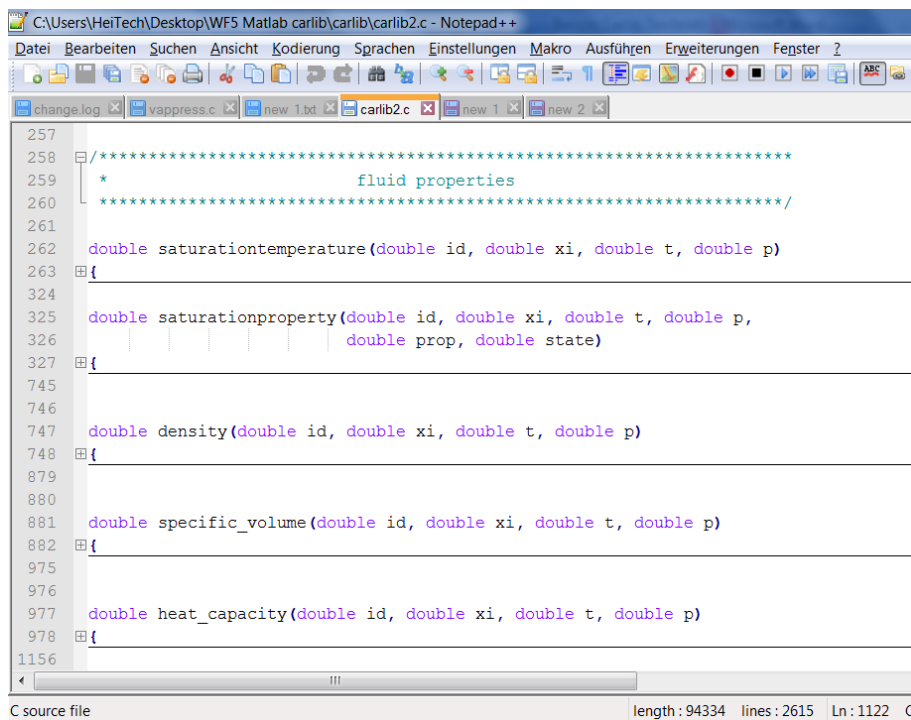 C:\Users\HeiTech\Desktop\WF5 Matlab carlib\carlib\carlib2.c - Notepad++
Datei Bearbeiten Suchen Ansicht Kodierung Sprachen Einstellungen Makro Ausführen Erweiterungen Fenster ?
change.log vappress.c new 1.txt carlib2.c new 1 new 2
257
258 /**********************************************************************
259 * fluid properties
260 *********************************************************************/
261
262 double saturationtemperature(double id, double xi, double t, double p)
263 {
324
325 double saturationproperty(double id, double xi, double t, double p,
326 double prop, double state)
327 {
745
746
747 double density(double id, double xi, double t, double p)
748 {
879
880
881 double specific_volume(double id, double xi, double t, double p)
882 {
975
976
977 double heat_capacity(double id, double xi, double t, double p)
978 {
1156
C source file length : 94334 lines : 2615 Ln : 1122